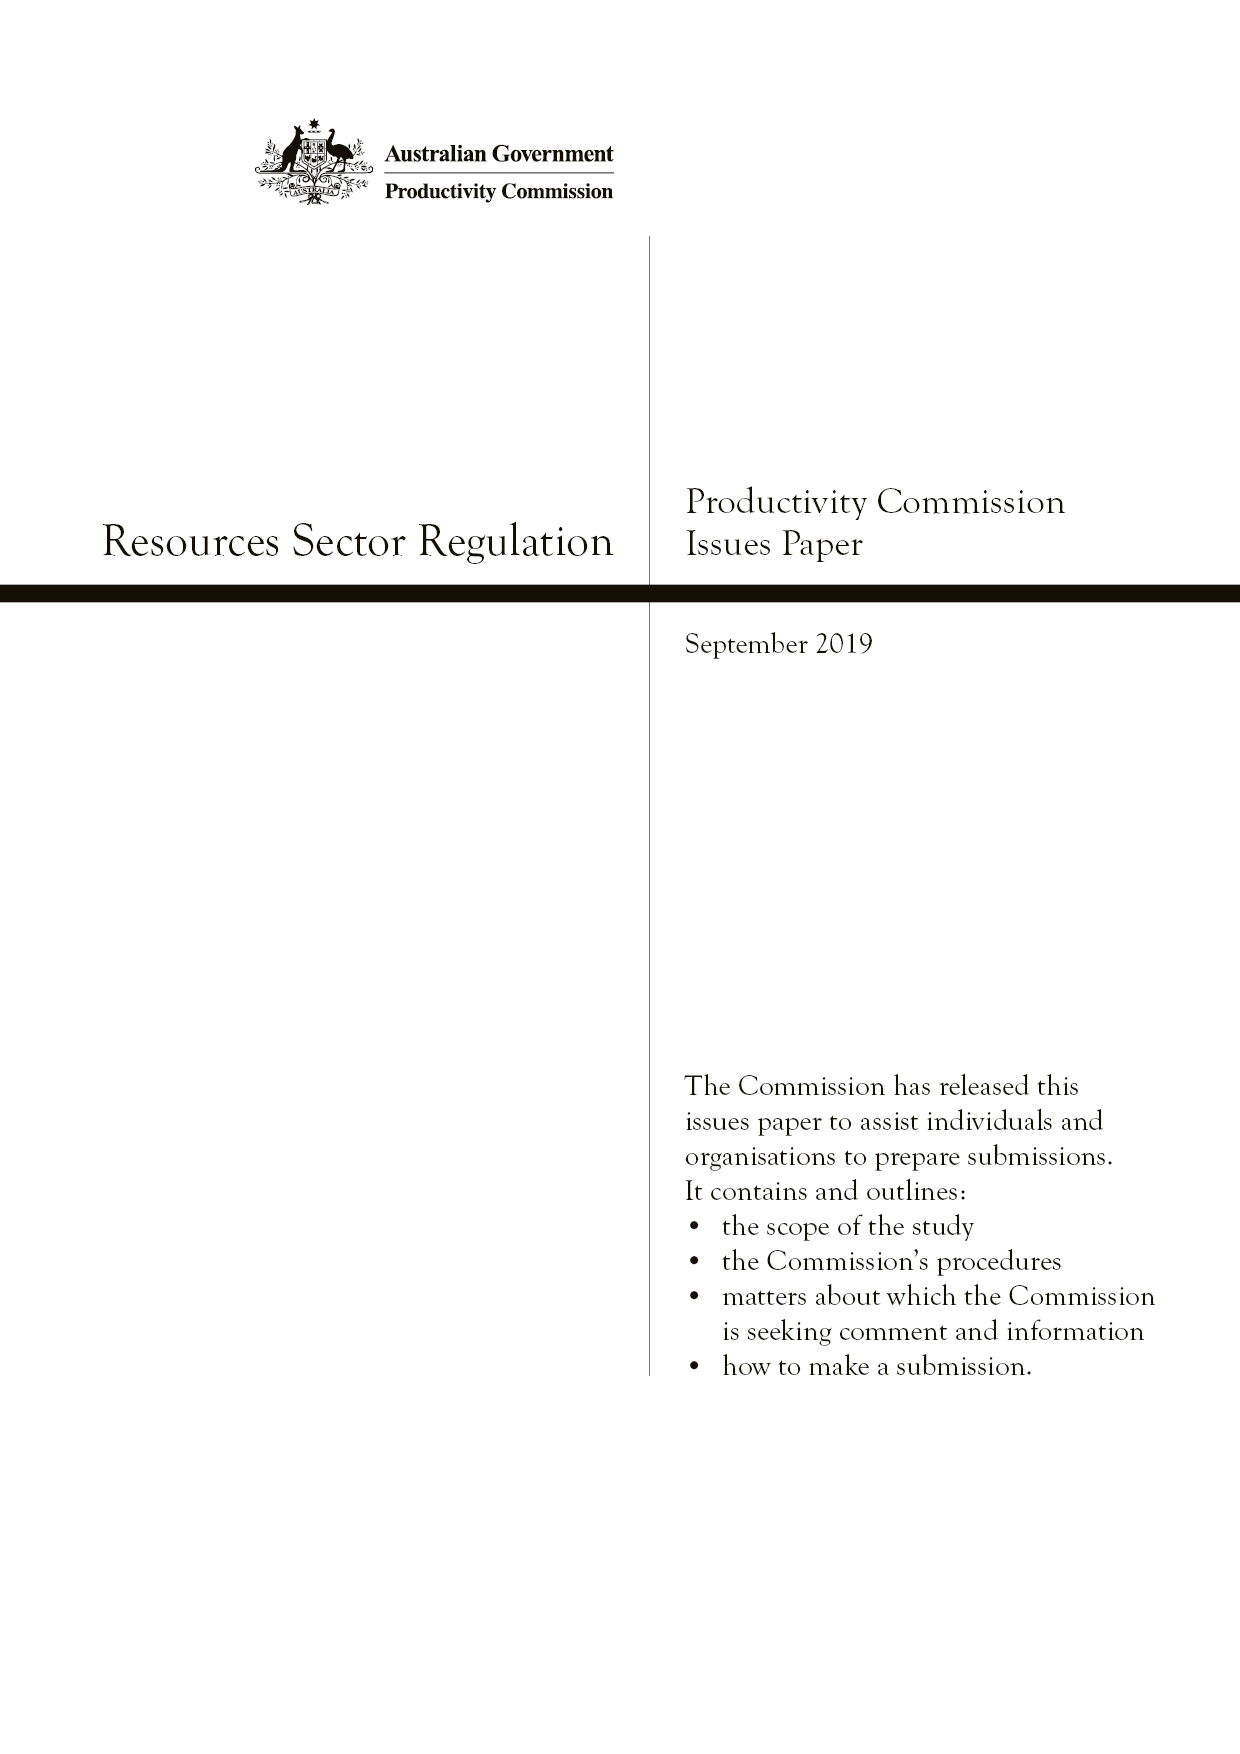 AUSTRALIA
Australian Government
Productivity Commission
Resources Sector Regulation
Productivity Commission
Issues Paper
September 2019
The Commission has released this
issues paper to assist individuals and
organisations to prepare submissions.
It contains and outlines:
• the scope of the study
• the Commission’s procedures
• matters about which the Commission
is seeking comment and information
• how to make a submission.